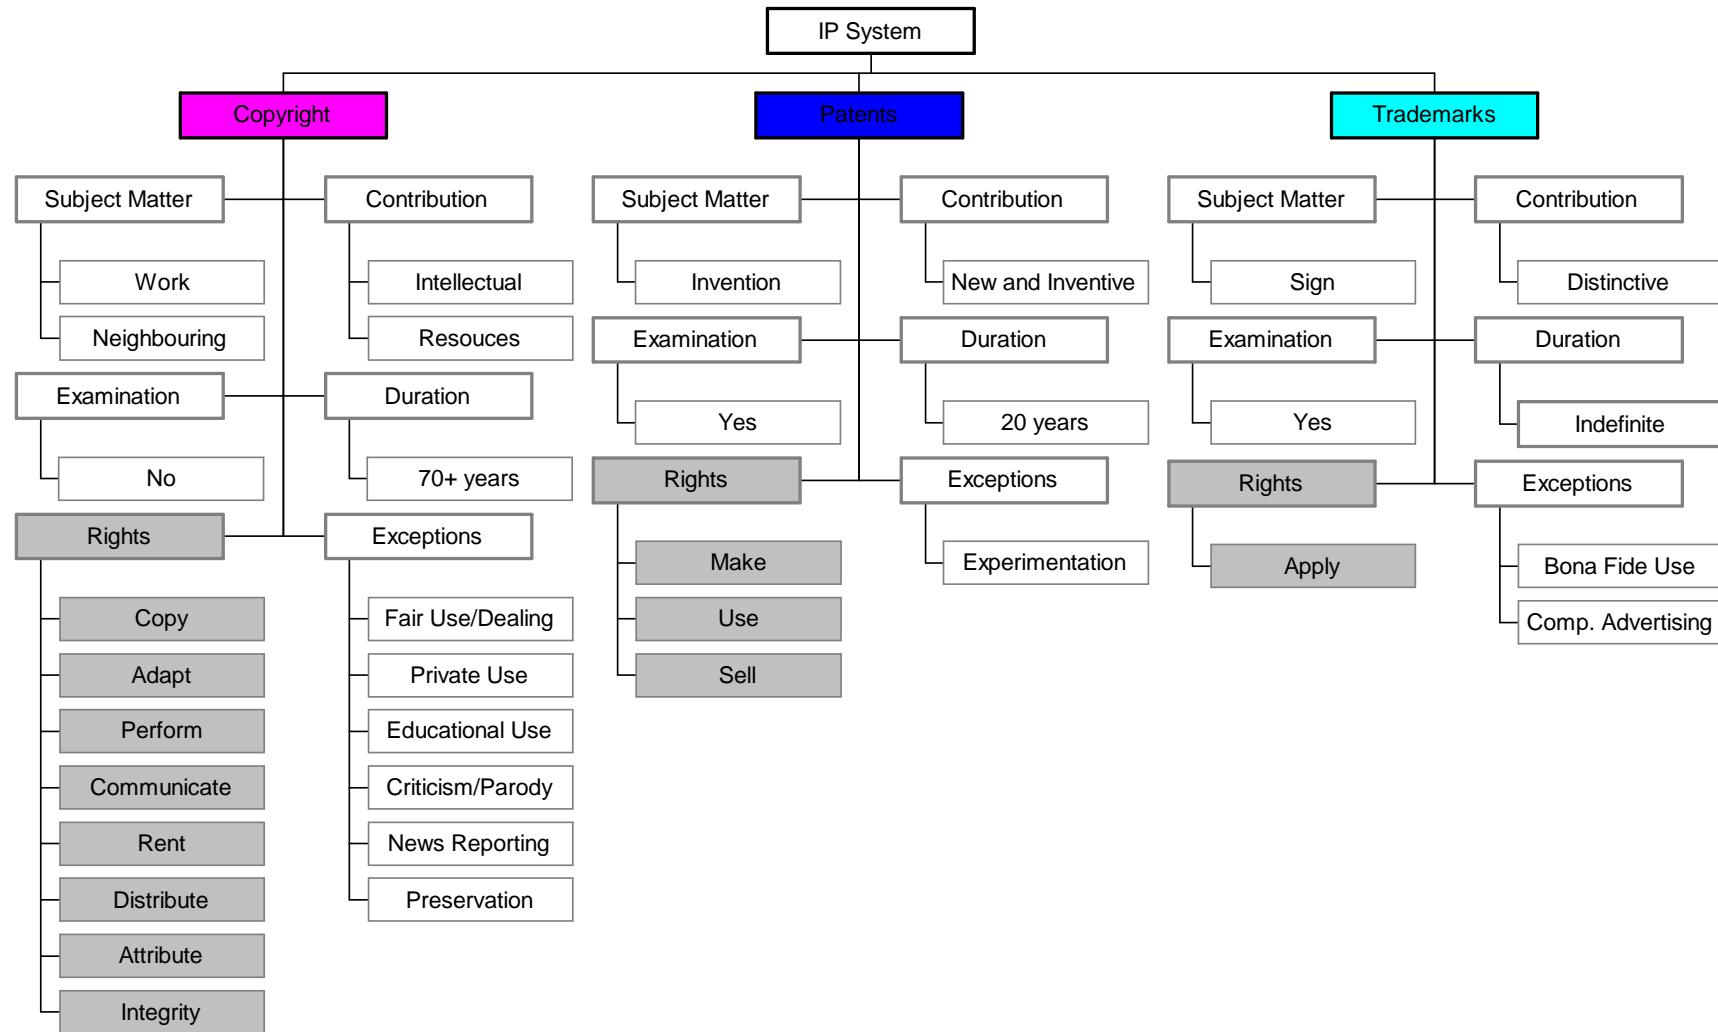 IP System
Copyright
Patents
Trademarks
Subject Matter
Contribution
Work
Intellectual
Neighbouring
Resouces
Examination
Duration
No
70+ years
Rights
Exceptions
Copy
Fair Use/Dealing
Adapt
Private Use
Perform
Educational Use
Communicate
Criticism/Parody
Rent
News Reporting
Distribute
Preservation
Attribute
Integrity
Subject Matter
Contribution
Invention
New and Inventive
Examination
Duration
Yes
20 years
Rights
Exceptions
Make
Experimentation
Use
Sell
Subject Matter
Contribution
Sign
Distinctive
Examination
Duration
Yes
Indefinite
Rights
Exceptions
Apply
Bona Fide Use
Comp. Advertising